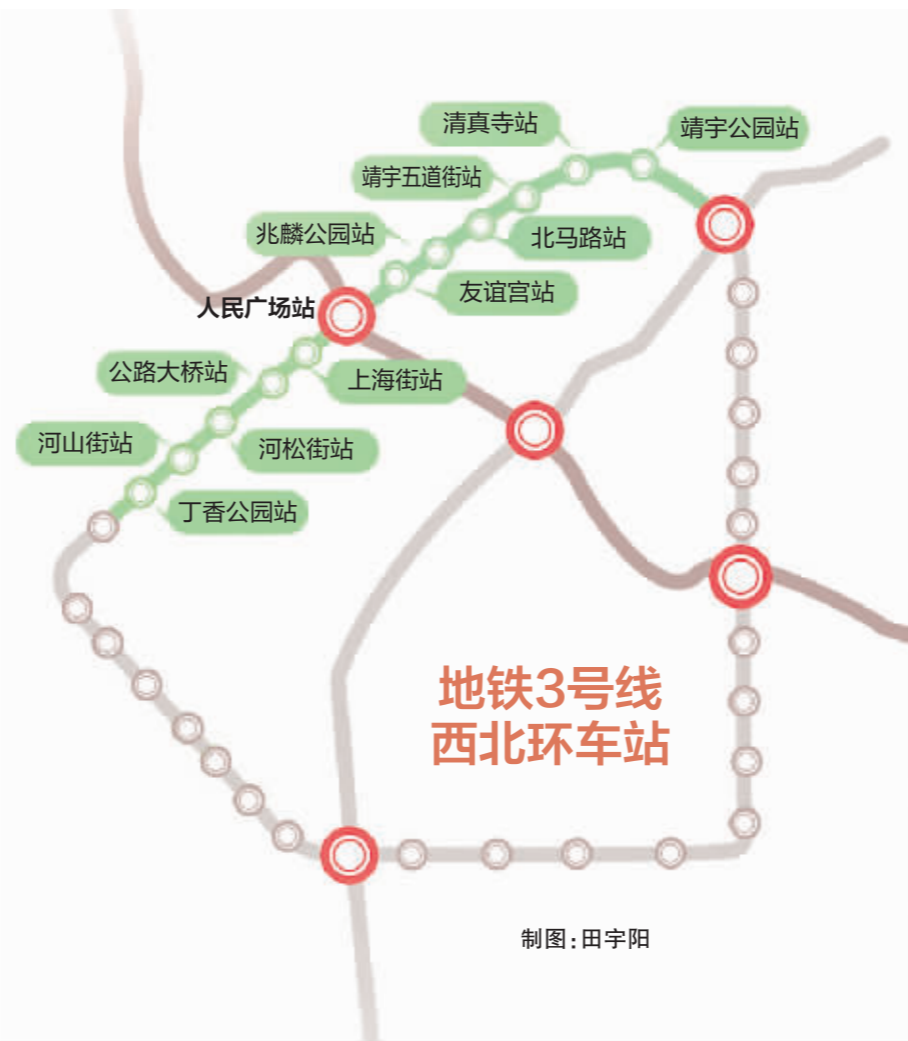 清真寺站
靖宇公园站
靖宇五道街站
兆麟公园站
北马路站
友谊宫站
人民广场站
公路大桥站
上海街站
河山街站
河松街站
丁香公园站
地铁3号线
西北环车站
制图:田宇阳